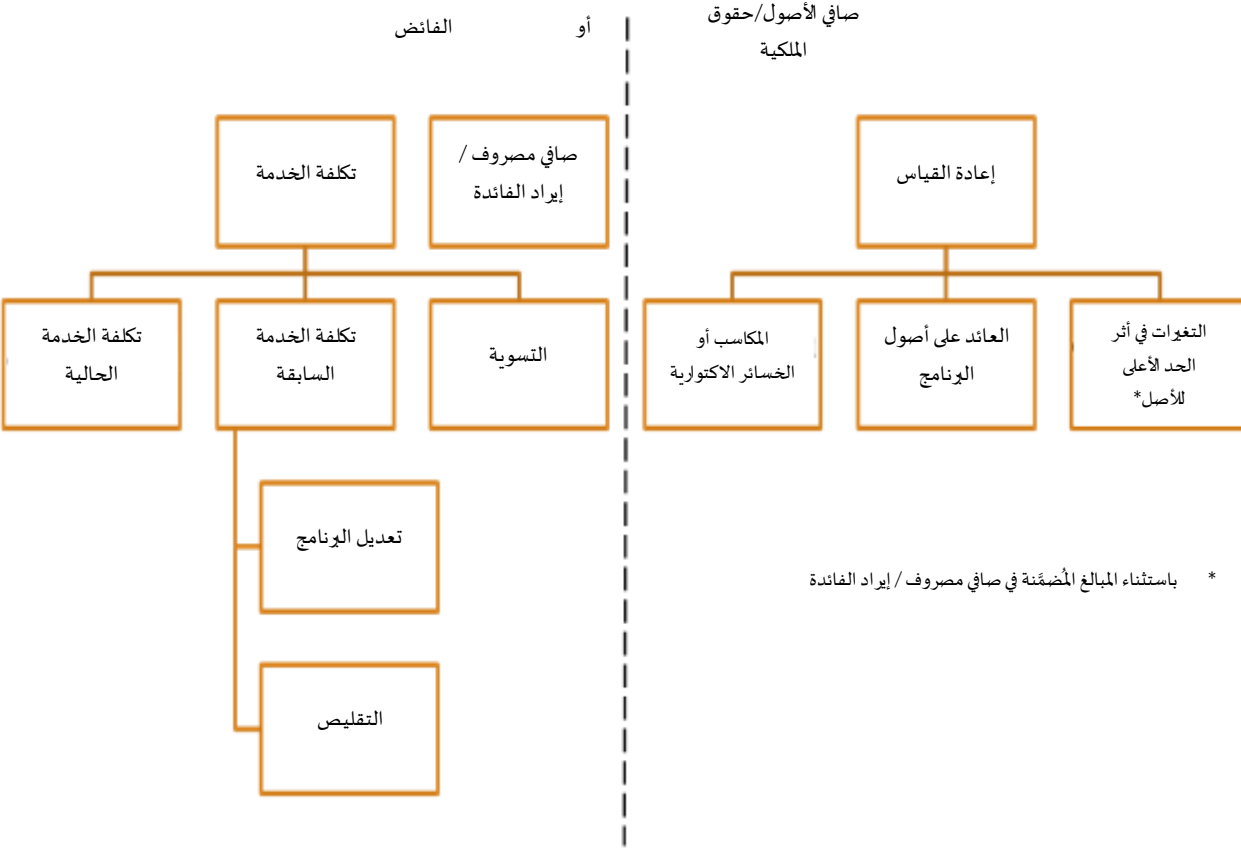 صافي الأصول/حقوق
الملكية
الفائض أو
إعادة القياس
صافي مصروف /
إيراد الفائدة
تكلفة الخدمة
التغيرات في أثر
الحد الأعلى
للأصل*
العائد على أصول
البرنامج
المكاسب أو
الخسائر الاكتوارية
التسوية
تكلفة الخدمة
السابقة
تكلفة الخدمة
الحالية
تعديل البرنامج
* باستثناء المبالغ المُضمَّنة في صافي مصروف / إيراد الفائدة
التقليص